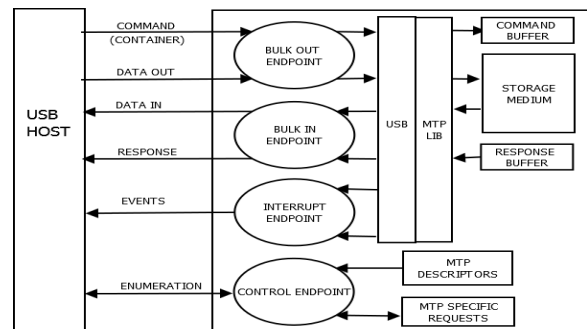 COMMAND
(CONTAINER)
BULK OUT
ENDPOINT
COMMAND
BUFFER
DATA OUT
STORAGE
MEDIUM
USB
HOST
DATA IN
BULK IN
ENDPOINT
USB
MTP
LIB
RESPONSE
RESPONSE
BUFFER
EVENTS
INTERRUPT
ENDPOINT
ENUMERATION
CONTROL ENDPOINT
MTP
DESCRIPTORS
MTP SPECIFIC
REQUESTS